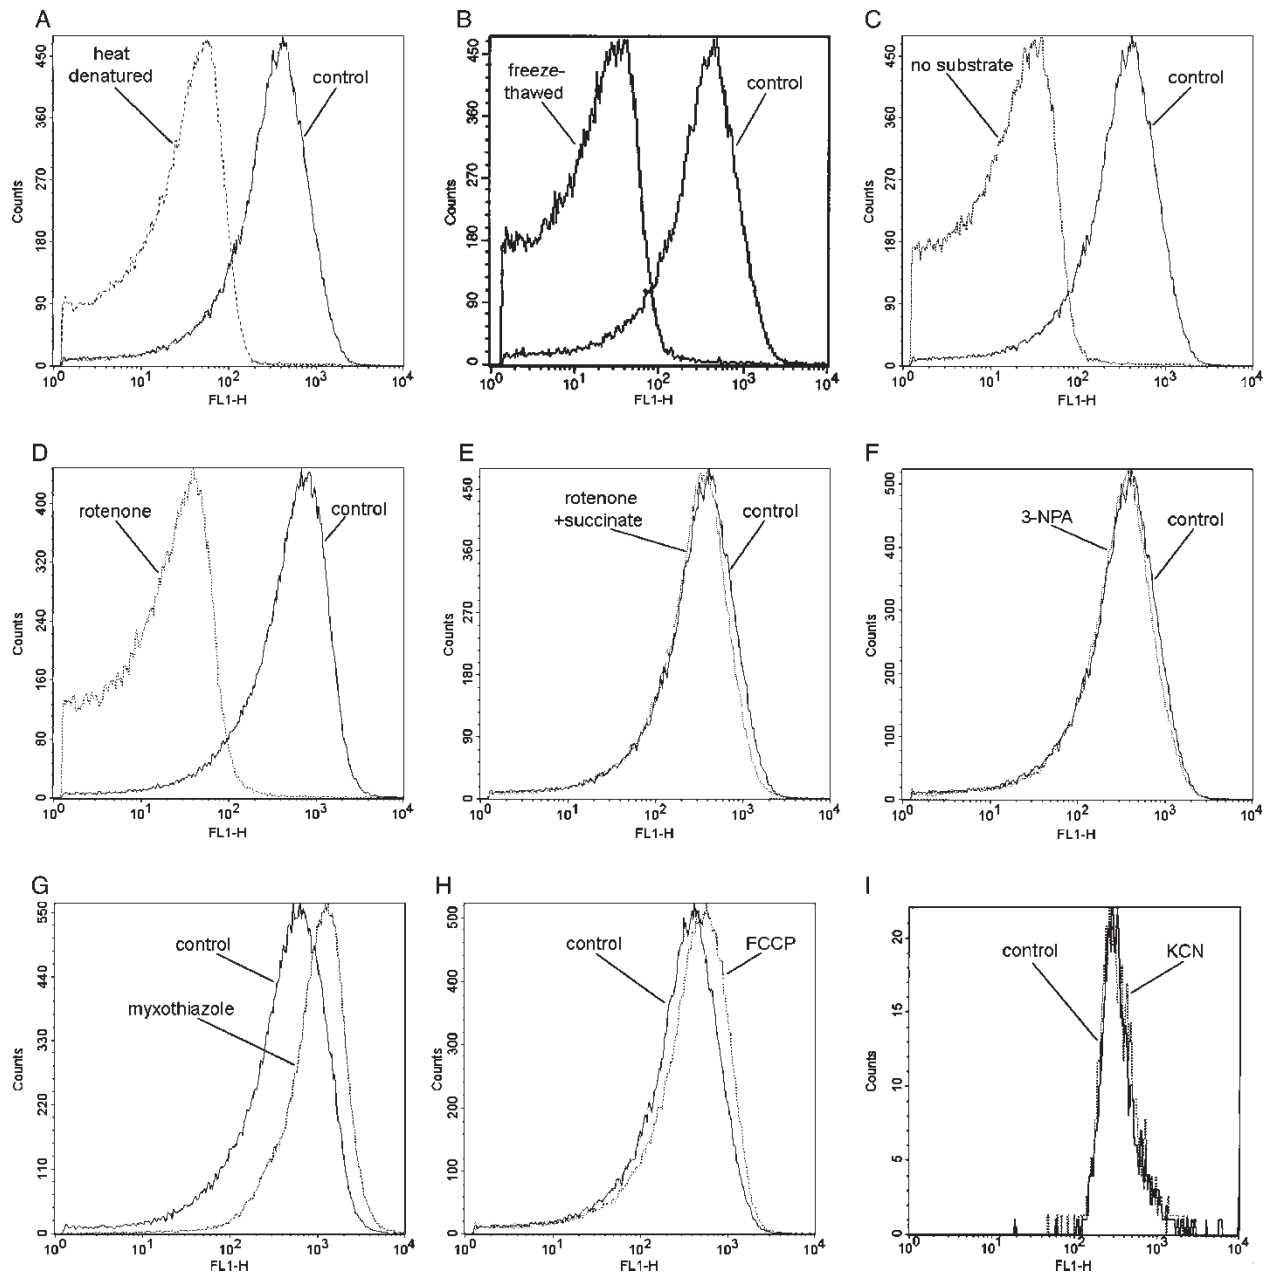 A
heat
denatured
control
450
360
270
180
90
0
Counts
10^0 10^1 10^2 10^3 10^4
FL1-H
B
freeze-
thawed
control
450
360
270
180
90
0
Counts
10^0 10^1 10^2 10^3 10^4
FL1-H
C
no substrate
control
450
360
270
180
90
0
Counts
10^0 10^1 10^2 10^3 10^4
FL1-H
D
rotenone
control
400
320
240
160
80
0
Counts
10^0 10^1 10^2 10^3 10^4
FL1-H
E
rotenone
+succinate
control
450
360
270
180
90
0
Counts
10^0 10^1 10^2 10^3 10^4
FL1-H
F
3-NPA
control
500
400
300
200
100
0
Counts
10^0 10^1 10^2 10^3 10^4
FL1-H
G
control
myxothiazole
550
440
330
220
110
0
Counts
10^0 10^1 10^2 10^3 10^4
FL1-H
H
control
FCCP
500
400
300
200
100
0
Counts
10^0 10^1 10^2 10^3 10^4
FL1-H
I
control
KCN
20
15
10
5
0
Counts
10^0 10^1 10^2 10^3 10^4
FL1-H